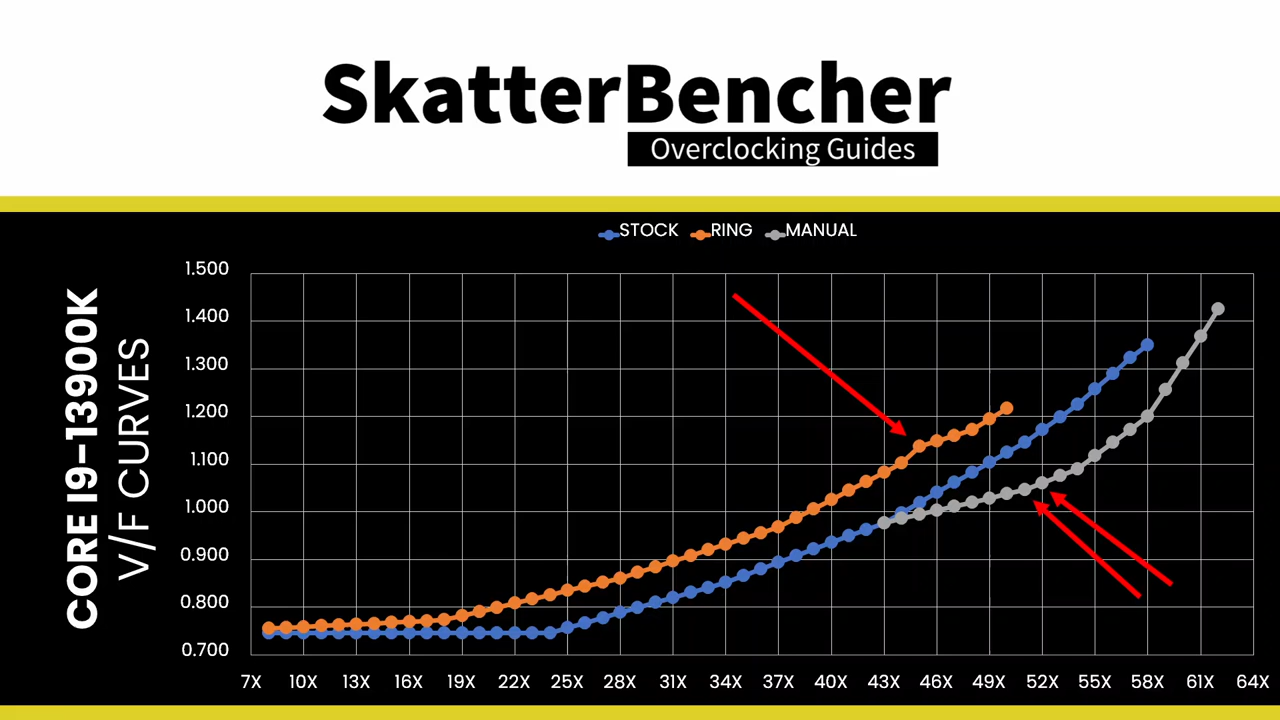 SkatterBencher
Overclocking Guides
STOCK RING MANUAL
CORE I9-13900K
V/F CURVES
1.500
1.400
1.300
1.200
1.100
1.000
0.900
0.800
0.700
7X 10X 13X 16X 19X 22X 25X 28X 31X 34X 37X 40X 43X 46X 49X 52X 55X 58X 61X 64X